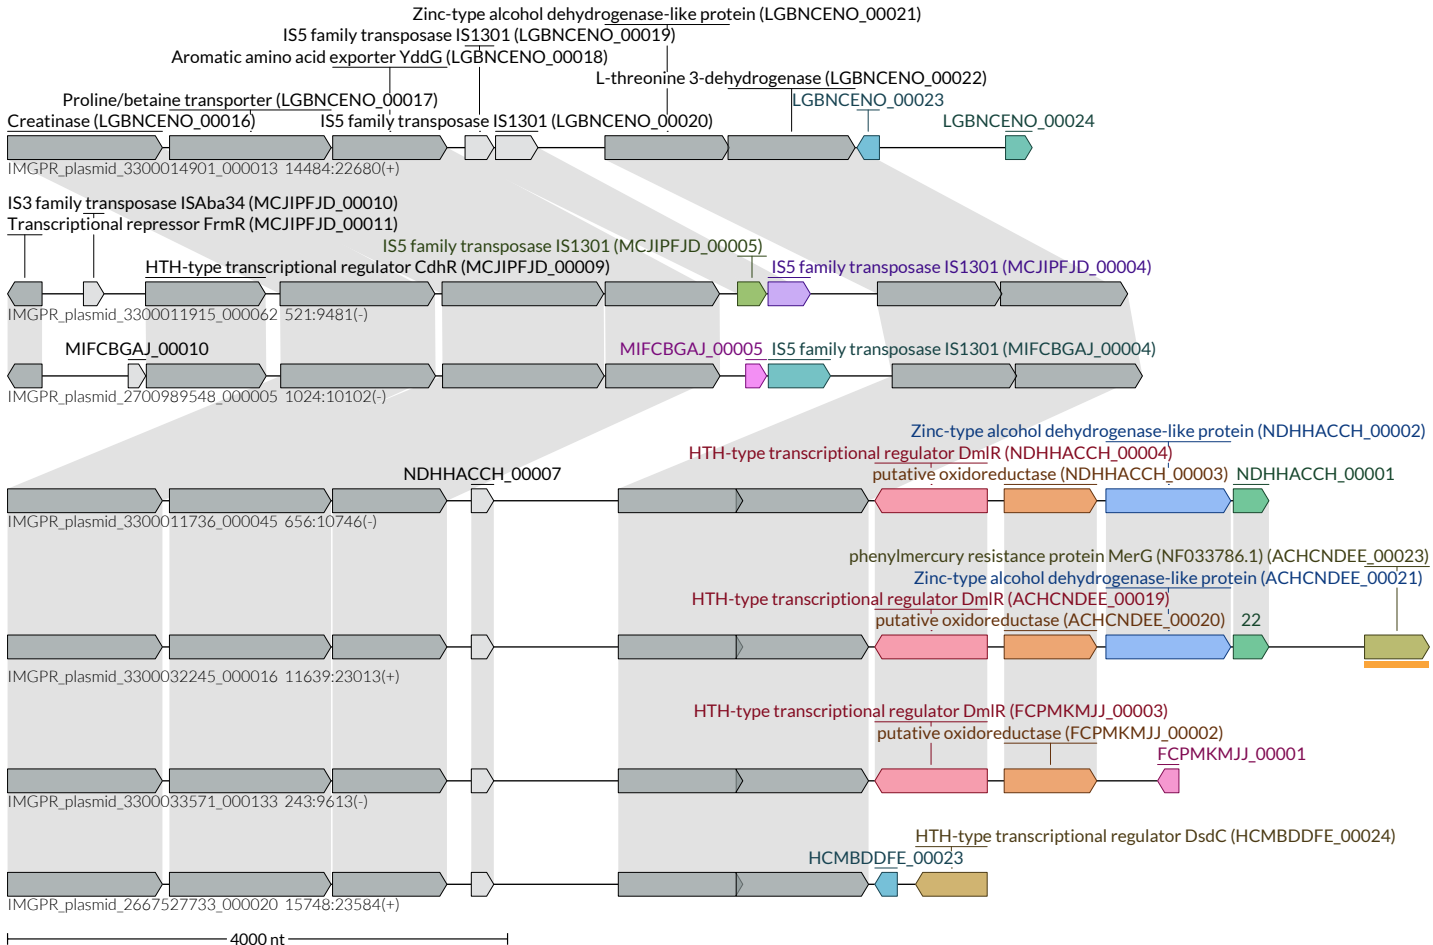 Zinc-type alcohol dehydrogenase-like protein (LGBNCENO_00021)
IS5 family transposase IS1301 (LGBNCENO_00019)
Aromatic amino acid exporter YddG (LGBNCENO_00018)
L-threonine 3-dehydrogenase (LGBNCENO_00022)
Proline/betaine transporter (LGBNCENO_00017)
LGBNCENO_00023
Creatinase (LGBNCENO_00016)
IS5 family transposase IS1301 (LGBNCENO_00020)
LGBNCENO_00024
IMGPR_plasmid_3300014901_000013 14484:22680(+)
IS3 family transposase ISAba34 (MCJIPFJD_00010)
Transcriptional repressor FrmR (MCJIPFJD_00011)
IS5 family transposase IS1301 (MCJIPFJD_00005)
HTH-type transcriptional regulator CdhR (MCJIPFJD_00009)
IS5 family transposase IS1301 (MCJIPFJD_00004)
IMGPR_plasmid_3300011915_000062 521:9481(-)
MIFCBGAJ_00010
MIFCBGAJ_00005
IS5 family transposase IS1301 (MIFCBGAJ_00004)
IMGPR_plasmid_2700989548_000005 1024:10102(-)
Zinc-type alcohol dehydrogenase-like protein (NDHHACCH_00002)
HTH-type transcriptional regulator DmlR (NDHHACCH_00004)
NDHHACCH_00007
putative oxidoreductase (NDHHACCH_00003)
NDHHACCH_00001
IMGPR_plasmid_3300011736_000045 656:10746(-)
phenylmercury resistance protein MerG (NF033786.1) (ACHCNDEE_00023)
Zinc-type alcohol dehydrogenase-like protein (ACHCNDEE_00021)
HTH-type transcriptional regulator DmlR (ACHCNDEE_00019)
putative oxidoreductase (ACHCNDEE_00020)
22
IMGPR_plasmid_3300032245_000016 11639:23013(+)
HTH-type transcriptional regulator DmlR (FCPMKMJJ_00003)
putative oxidoreductase (FCPMKMJJ_00002)
FCPMKMJJ_00001
IMGPR_plasmid_3300033571_000133 243:9613(-)
HTH-type transcriptional regulator DsdC (HCMBDDFE_00024)
HCMBDDFE_00023
IMGPR_plasmid_2667527733_000020 15748:23584(+)
4000 nt